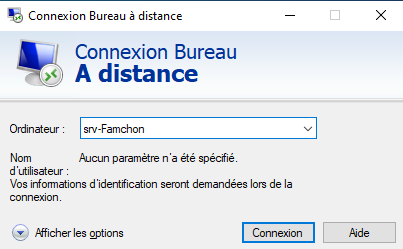 Connexion Bureau à distance
Connexion Bureau
A distance
Ordinateur :
srv-Famchon
Nom d'utilisateur :
Aucun paramètre n'a été spécifié.
Vos informations d'identification seront demandées lors de la
connexion.
Afficher les options
Connexion
Aide